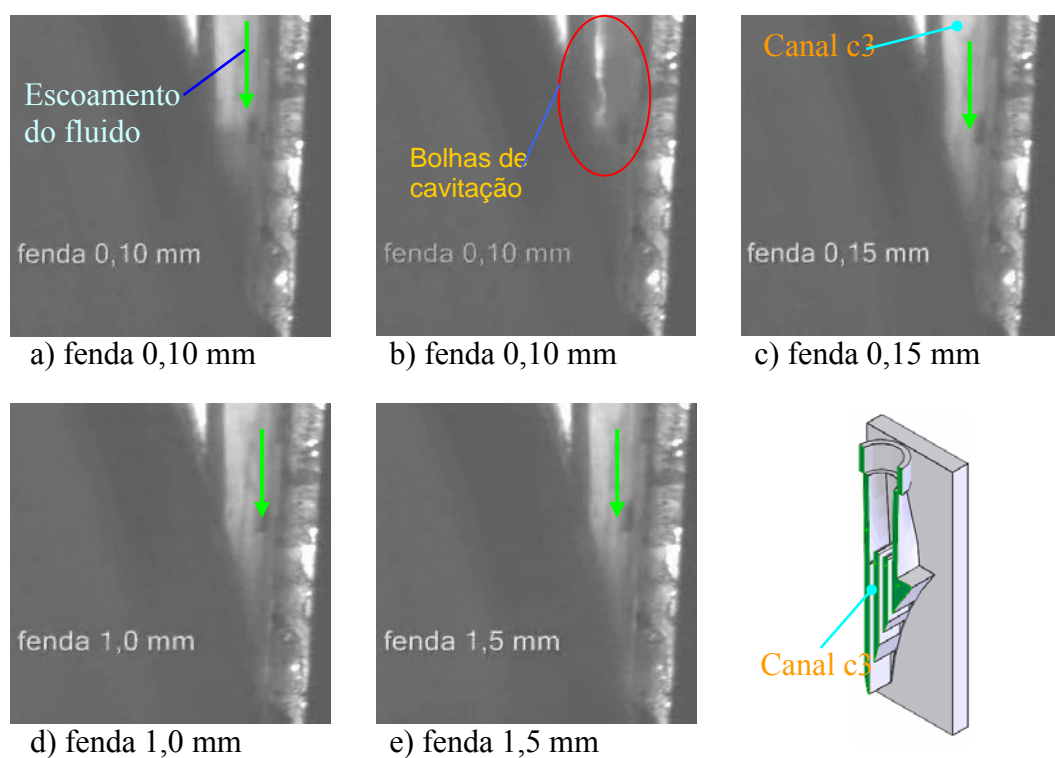 Escoamento
do fluido
fenda 0,10 mm
a) fenda 0,10 mm
Bolhas de
cavitação
fenda 0,10 mm
b) fenda 0,10 mm
Canal c3
fenda 0,15 mm
c) fenda 0,15 mm
fenda 1,0 mm
d) fenda 1,0 mm
fenda 1,5 mm
e) fenda 1,5 mm
Canal c3